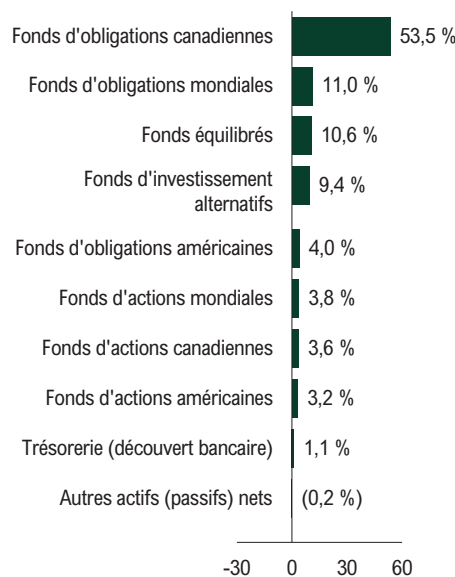 Fonds d'obligations canadiennes 53,5 %
Fonds d'obligations mondiales 11,0 %
Fonds équilibrés 10,6 %
Fonds d'investissement
alternatifs 9,4 %
Fonds d'obligations américaines 4,0 %
Fonds d'actions mondiales 3,8 %
Fonds d'actions canadiennes 3,6 %
Fonds d'actions américaines 3,2 %
Trésorerie (découvert bancaire) 1,1 %
Autres actifs (passifs) nets (0,2 %)
-30 0 30 60